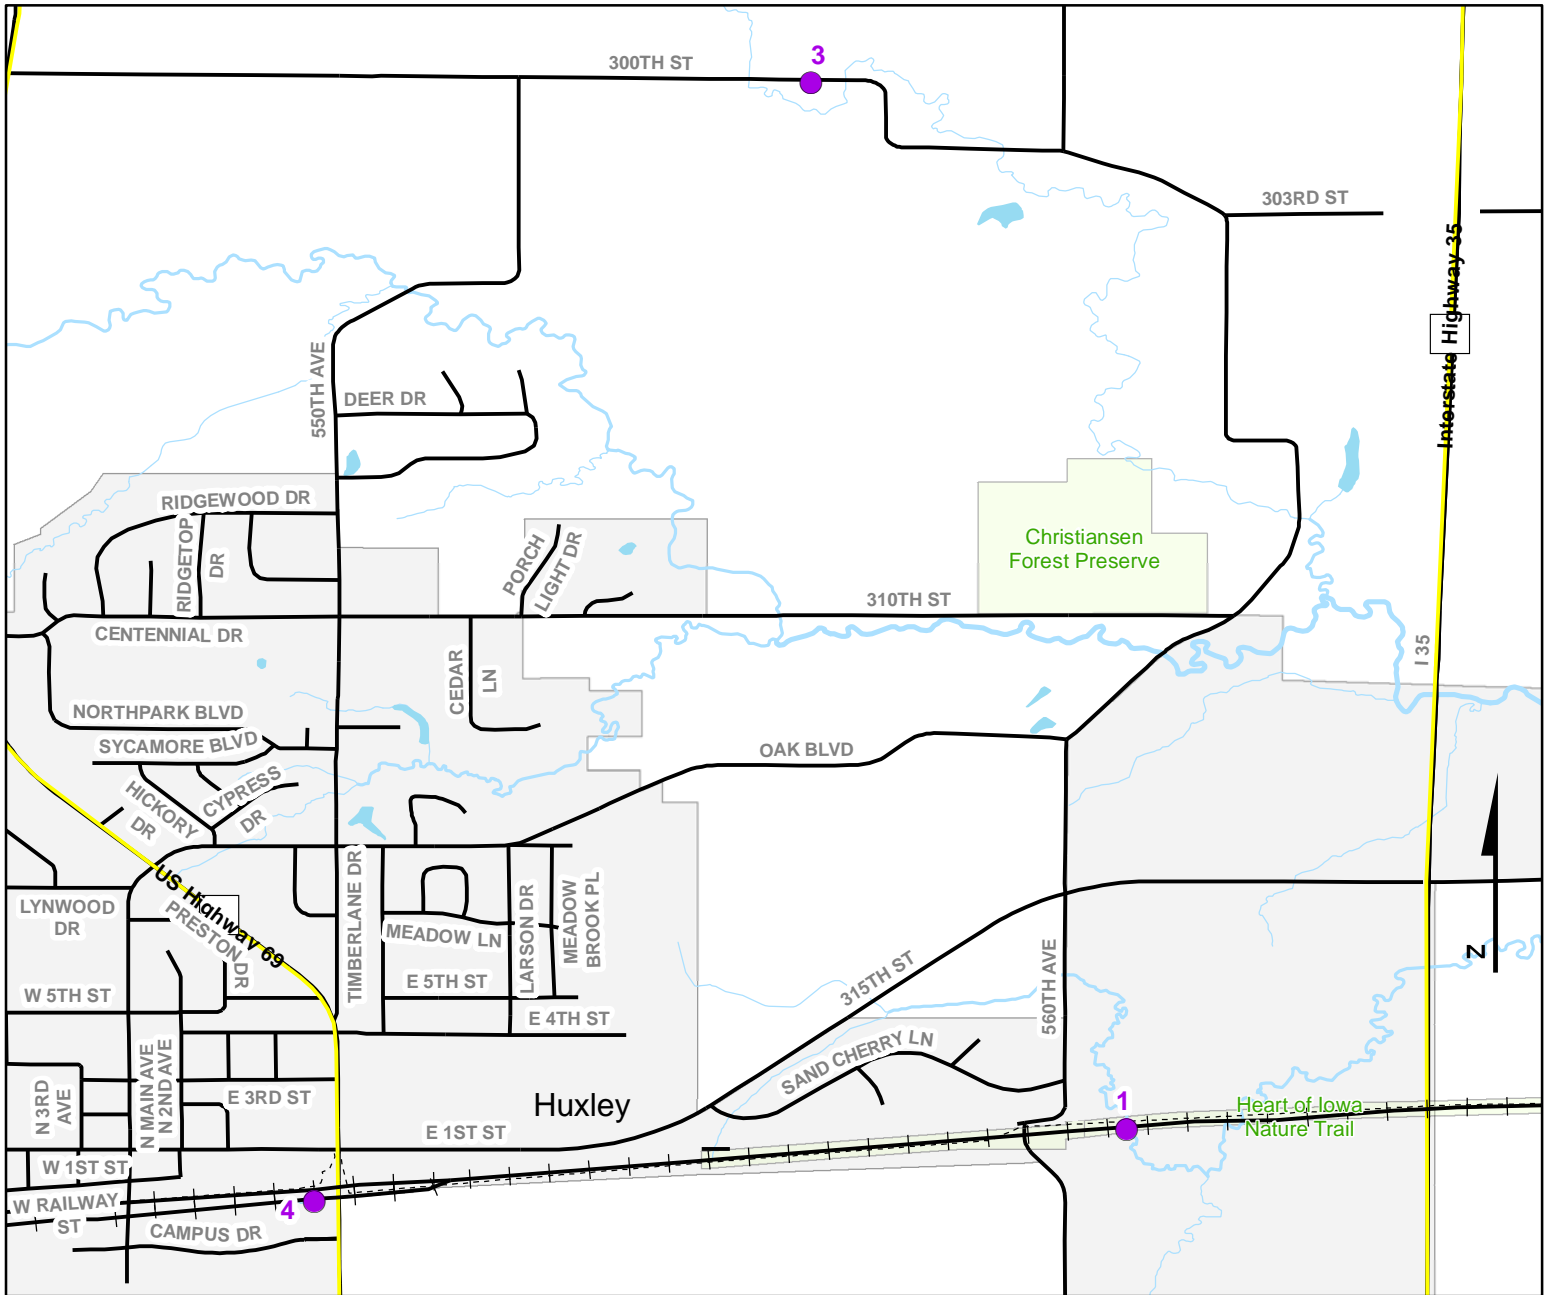 3
300TH ST
303RD ST
Interstate Highway 35
550TH AVE
DEER DR
RIDGEWOOD DR
RIDGETOP
DR
PORCH
LIGHT DR
Christiansen
Forest Preserve
310TH ST
CENTENNIAL DR
CEDAR
LN
I 35
NORTHPARK BLVD
SYCAMORE BLVD
OAK BLVD
HICKORY
DR
CYPRESS
DR
US Highway 69
LYNWOOD
DR
PRESTON
DR
TIMBERLANE DR
MEADOW LN
LARSON DR
MEADOW
BROOK PL
E 5TH ST
W 5TH ST
E 4TH ST
315TH ST
560TH AVE
Z
SAND CHERRY LN
N 3RD
AVE
N MAIN AVE
N 2ND AVE
E 3RD ST
Huxley
1
Heart of Iowa
Nature Trail
E 1ST ST
W 1ST ST
W RAILWAY
ST
4
CAMPUS DR